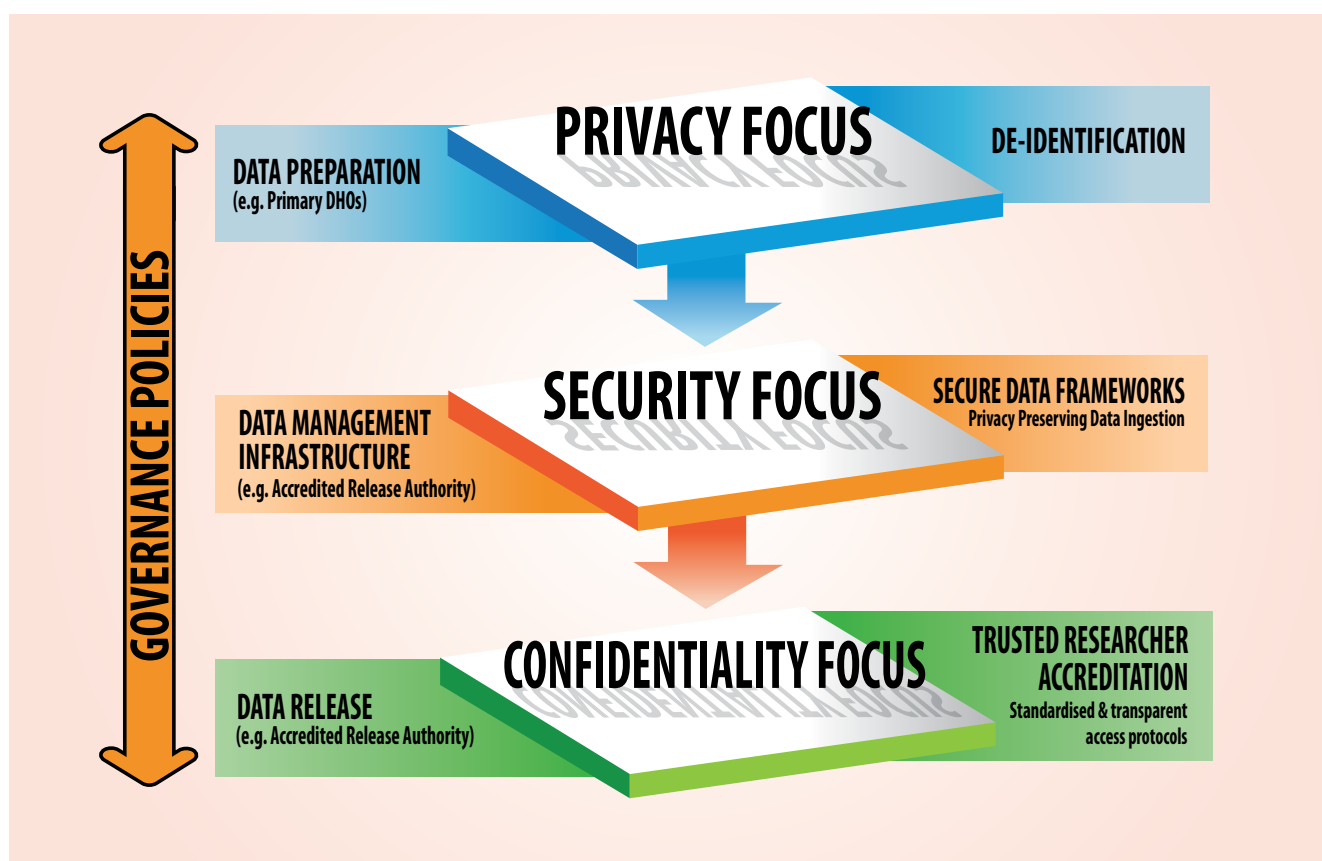 GOVERNANCE POLICIES
PRIVACY FOCUS
DATA PREPARATION
(e.g. Primary DHOs)
DE-IDENTIFICATION
SECURITY FOCUS
DATA MANAGEMENT
INFRASTRUCTURE
(e.g. Accredited Release Authority)
SECURE DATA FRAMEWORKS
Privacy Preserving Data Ingestion
CONFIDENTIALITY FOCUS
DATA RELEASE
(e.g. Accredited Release Authority)
TRUSTED RESEARCHER
ACCREDITATION
Standardised & transparent
access protocols